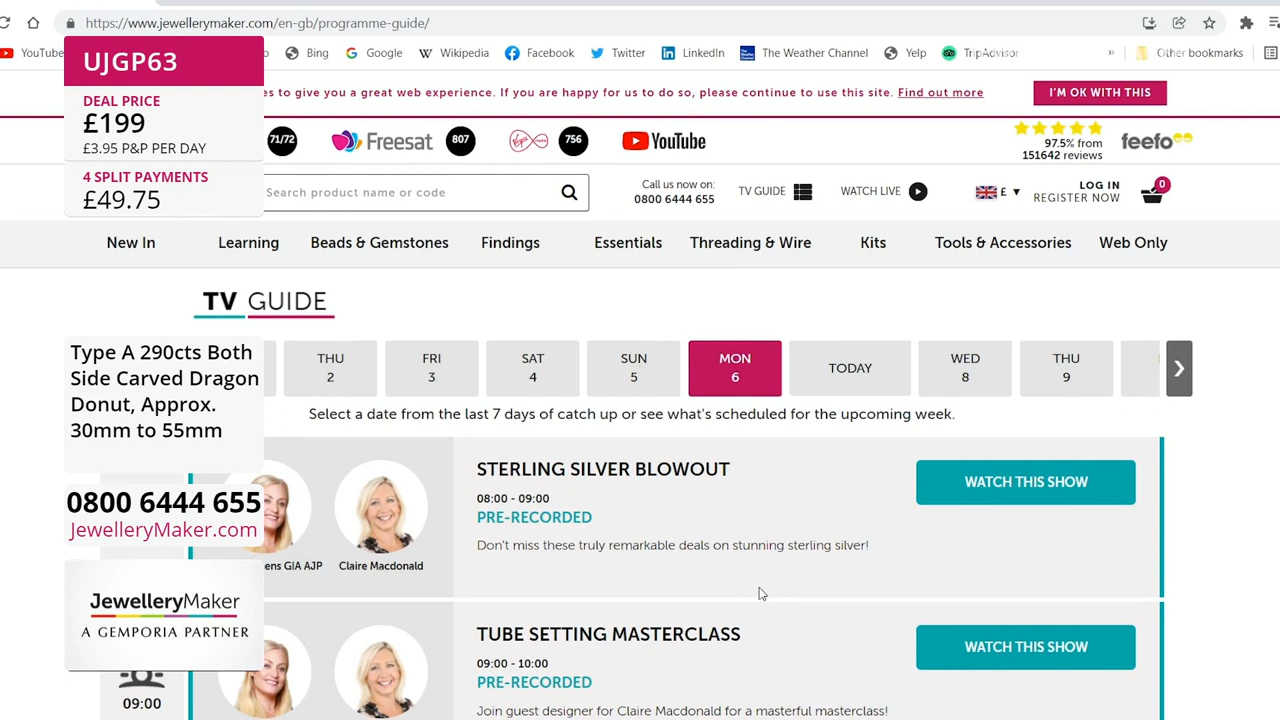 https://www.jewellerymaker.com/en-gb/programme-guide/
YouTube
Bing
Google
Wikipedia
Facebook
Twitter
LinkedIn
The Weather Channel
Yelp
TripAdvisor
»
Other bookmarks
UJGP63
DEAL PRICE
£199
£3.95 P&P PER DAY
4 SPLIT PAYMENTS
£49.75
es to give you a great web experience. If you are happy for us to do so, please continue to use this site. Find out more
I'M OK WITH THIS
71/72
Freesat
807
756
YouTube
97.5% from
151642 reviews
feefo
Search product name or code
Call us now on:
0800 6444 655
TV GUIDE
WATCH LIVE
£
LOG IN
REGISTER NOW
0
New In
Learning
Beads & Gemstones
Findings
Essentials
Threading & Wire
Kits
Tools & Accessories
Web Only
TV GUIDE
THU
2
FRI
3
SAT
4
SUN
5
MON
6
TODAY
WED
8
THU
9
Select a date from the last 7 days of catch up or see what's scheduled for the upcoming week.
Type A 290cts Both
Side Carved Dragon
Donut, Approx.
30mm to 55mm
0800 6444 655
JewelleryMaker.com
JewelleryMaker
A GEMPORIA PARTNER
ens GIA AJP
Claire Macdonald
STERLING SILVER BLOWOUT
08:00 - 09:00
PRE-RECORDED
Don't miss these truly remarkable deals on stunning sterling silver!
WATCH THIS SHOW
09:00
TUBE SETTING MASTERCLASS
09:00 - 10:00
PRE-RECORDED
Join guest designer for Claire Macdonald for a masterful masterclass!
WATCH THIS SHOW